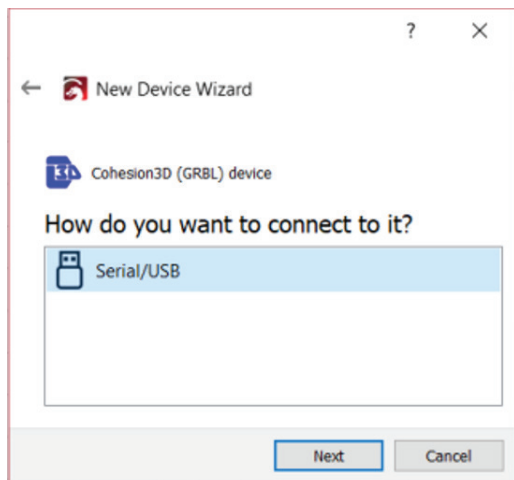 ?
New Device Wizard
Cohesion3D (GRBL) device
How do you want to connect to it?
Serial/USB
Next
Cancel